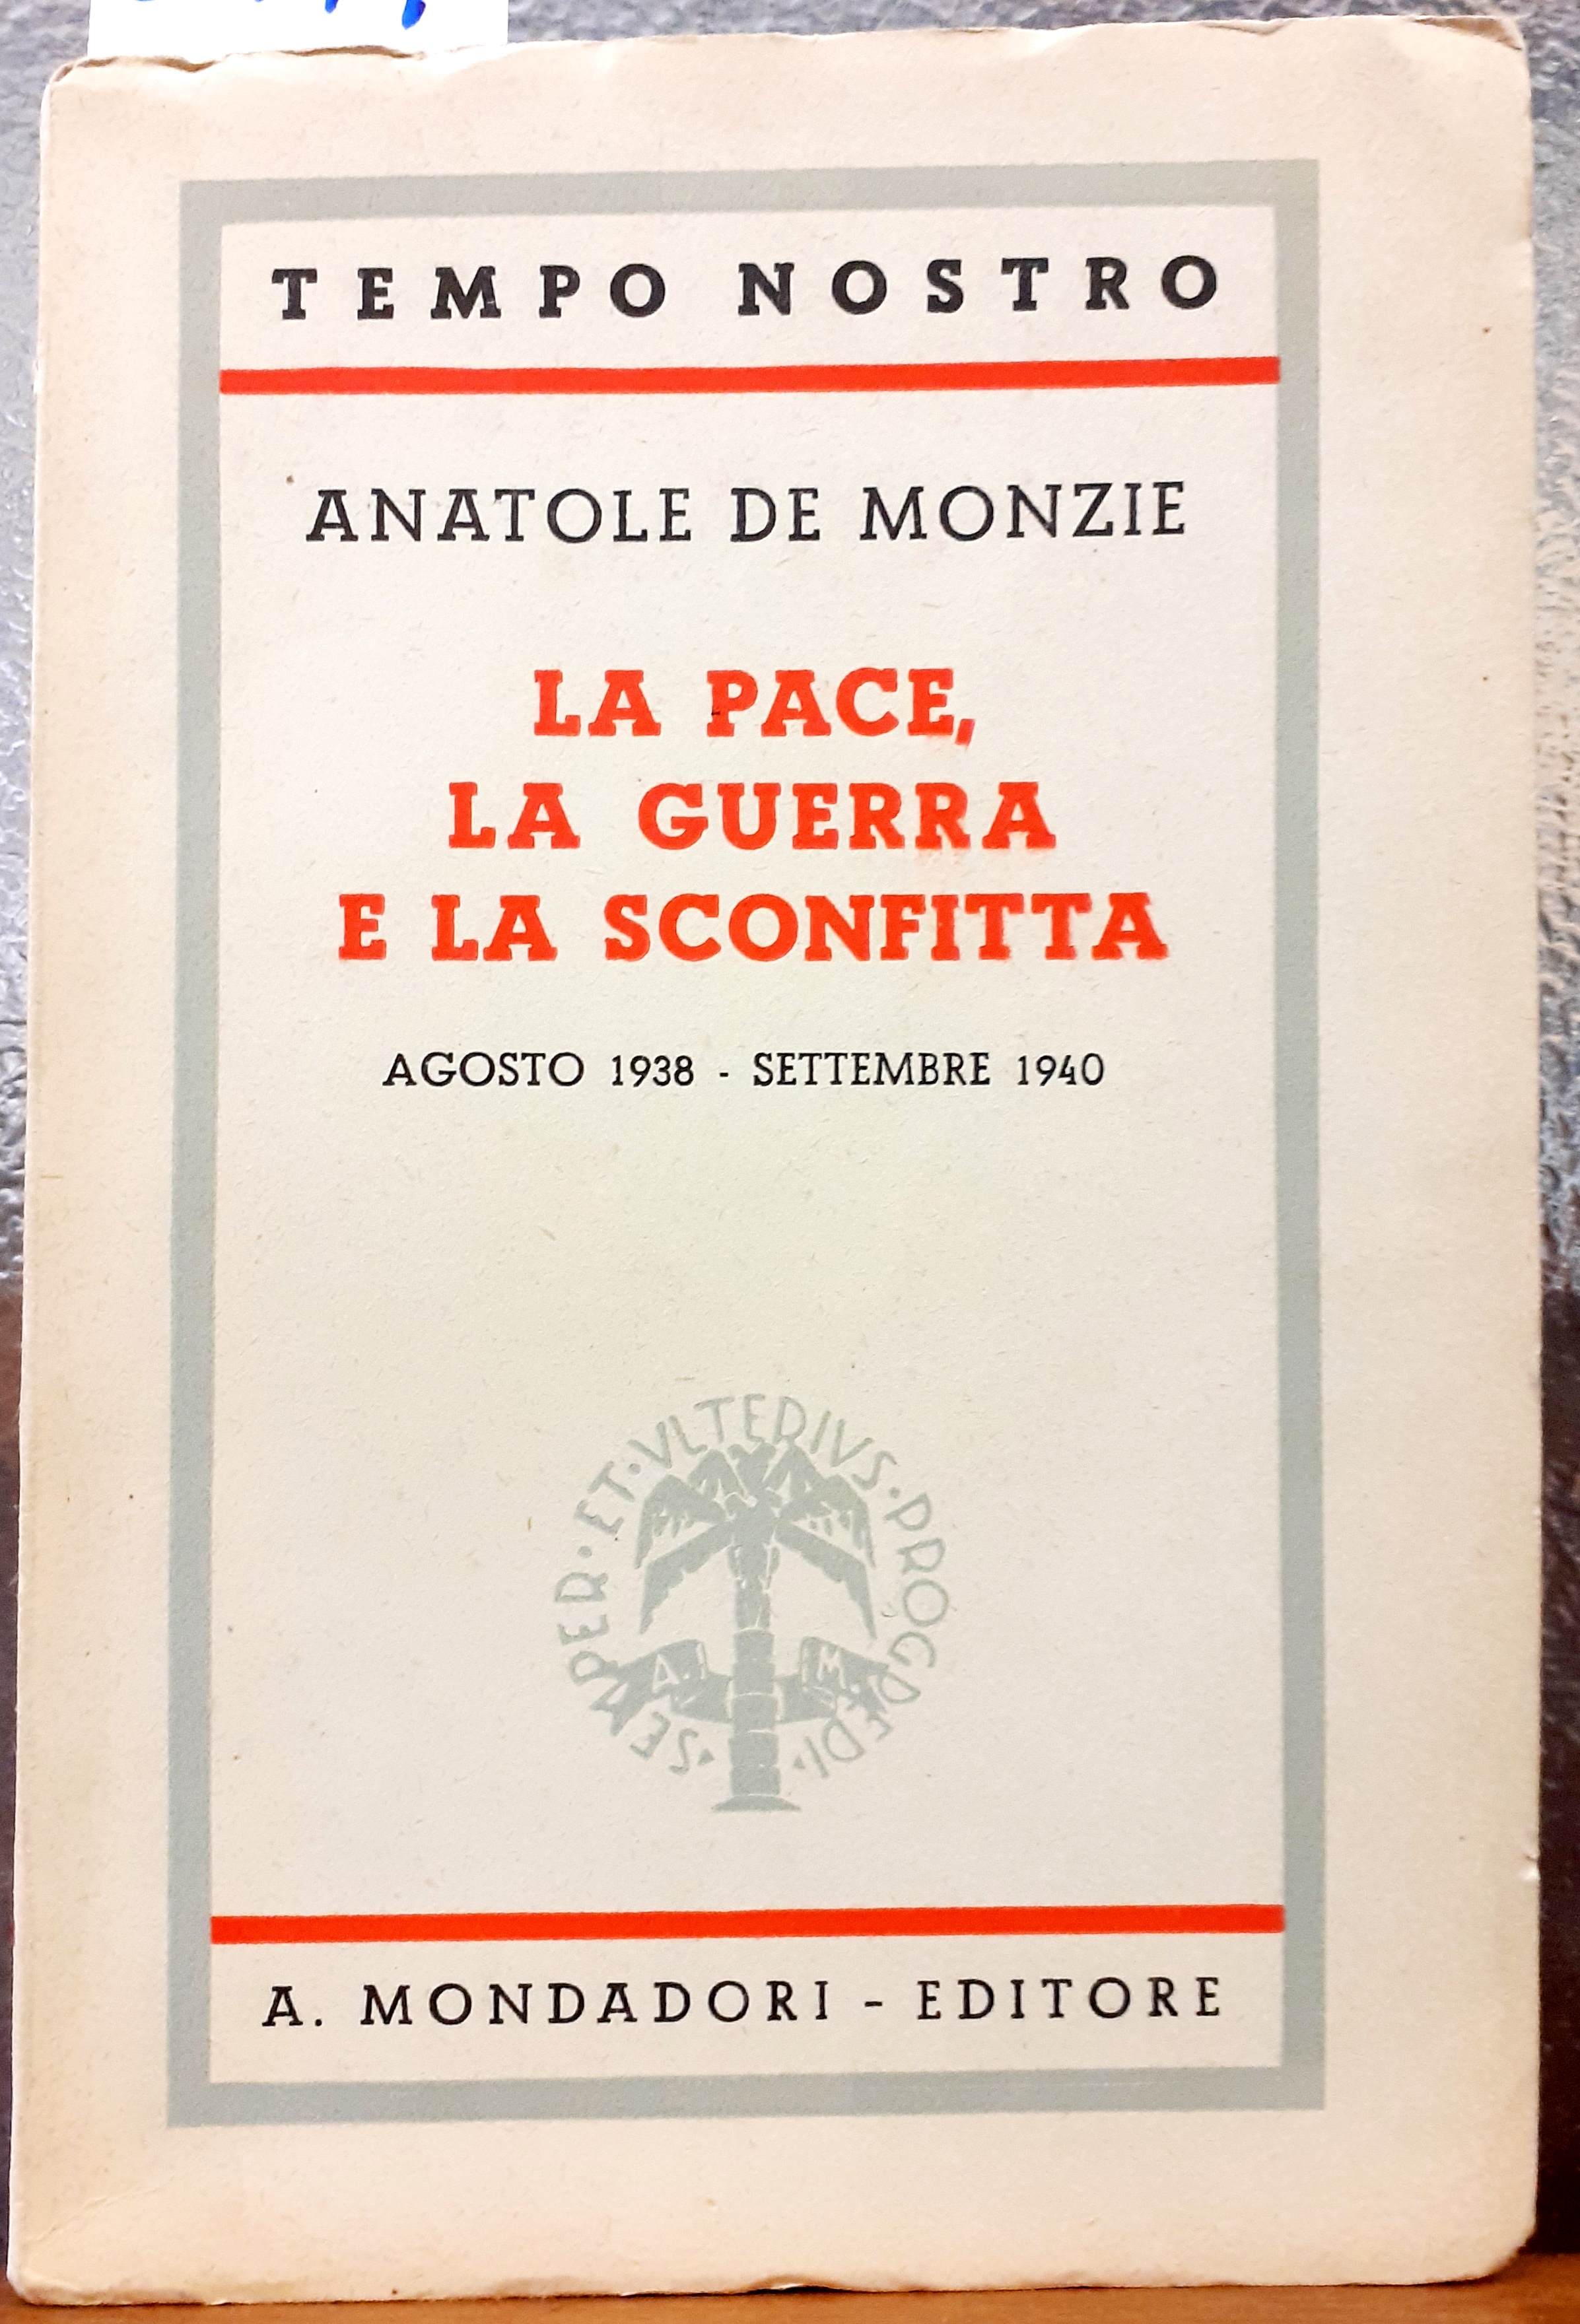 TEMPO NOSTRO
ANATOLE DE MONZIE
LA PACE,
LA GUERRA
E LA SCONFITTA
AGOSTO 1938 - SETTEMBRE 1940
· SEMPER · ET · VLTERIVS · PROGREDI ·
A. M.
A. MONDADORI - EDITORE